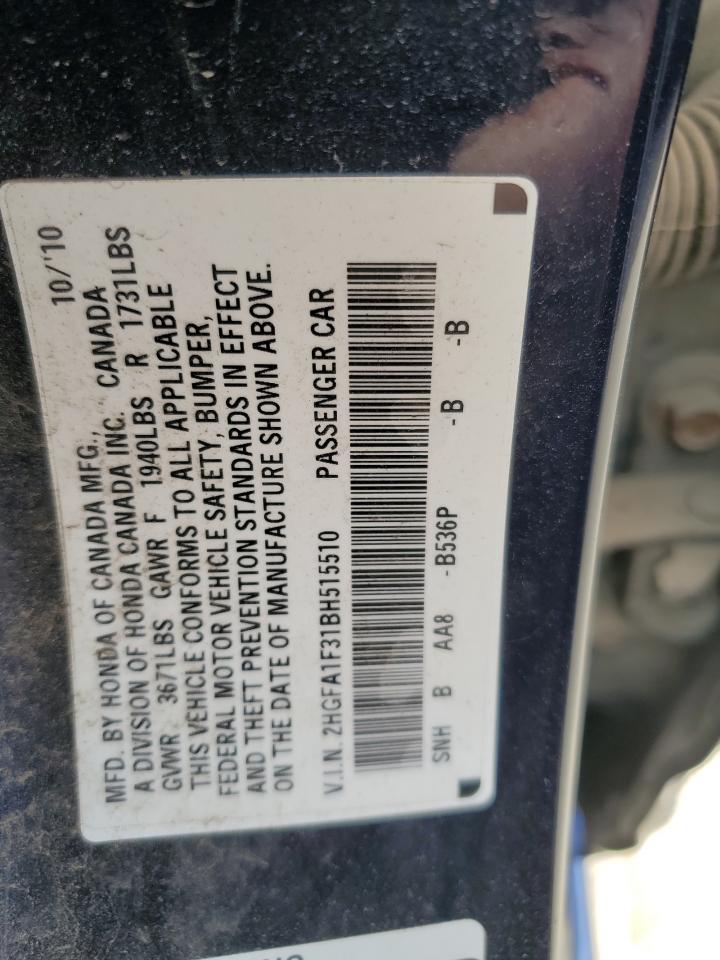 MFD. BY HONDA OF CANADA MFG., 10/'10
A DIVISION OF HONDA CANADA INC. CANADA
GVWR 3671LBS GAWR F 1940LBS R 1731LBS
THIS VEHICLE CONFORMS TO ALL APPLICABLE
FEDERAL MOTOR VEHICLE SAFETY, BUMPER,
AND THEFT PREVENTION STANDARDS IN EFFECT
ON THE DATE OF MANUFACTURE SHOWN ABOVE.
V.I.N. 2HGFA1F31BH515510 PASSENGER CAR
SNH B AA8 -B536P -B -B